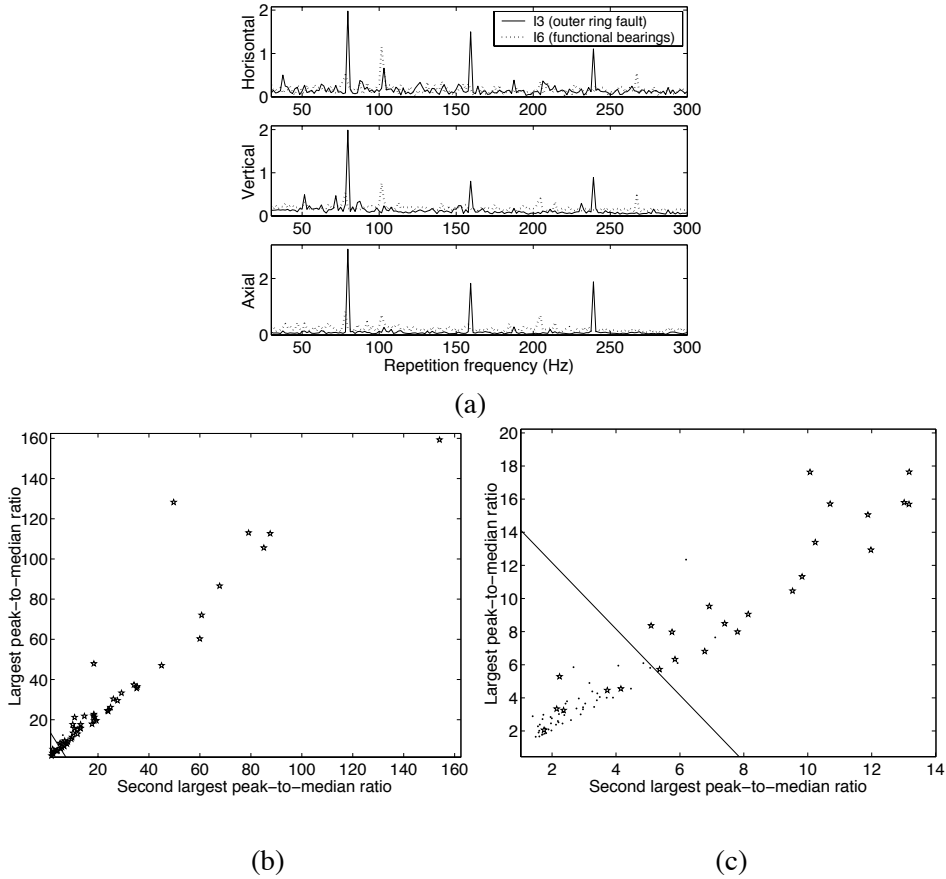 I3 (outer ring fault)
I6 (functional bearings)
Horisontal
0
1
2
50 100 150 200 250 300
Vertical
0
1
2
50 100 150 200 250 300
Axial
0
2
50 100 150 200 250 300
Repetition frequency (Hz)
(a)
Largest peak−to−median ratio
160
140
120
100
80
60
40
20
20 40 60 80 100 120 140 160
Second largest peak−to−median ratio
(b)
Largest peak−to−median ratio
20
18
16
14
12
10
8
6
4
2
2 4 6 8 10 12 14
Second largest peak−to−median ratio
(c)